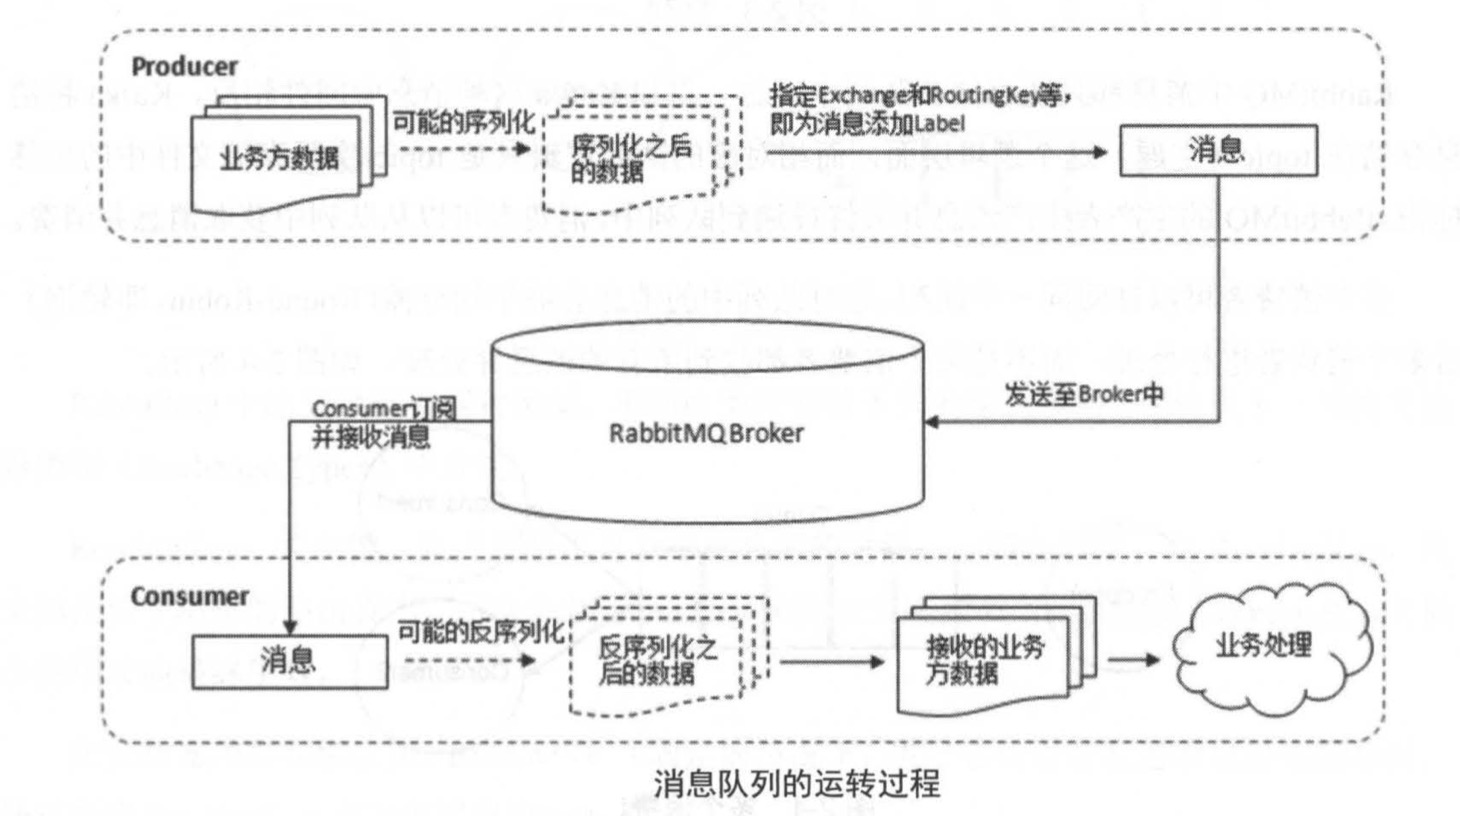 Producer
业务方数据
可能的序列化
序列化之后
的数据
指定Exchange和RoutingKey等，
即为消息添加Label
消息
发送至Broker中
RabbitMQBroker
Consumer订阅
并接收消息
Consumer
消息
可能的反序列化
反序列化之
后的数据
接收的业务
方数据
业务处理
消息队列的运转过程